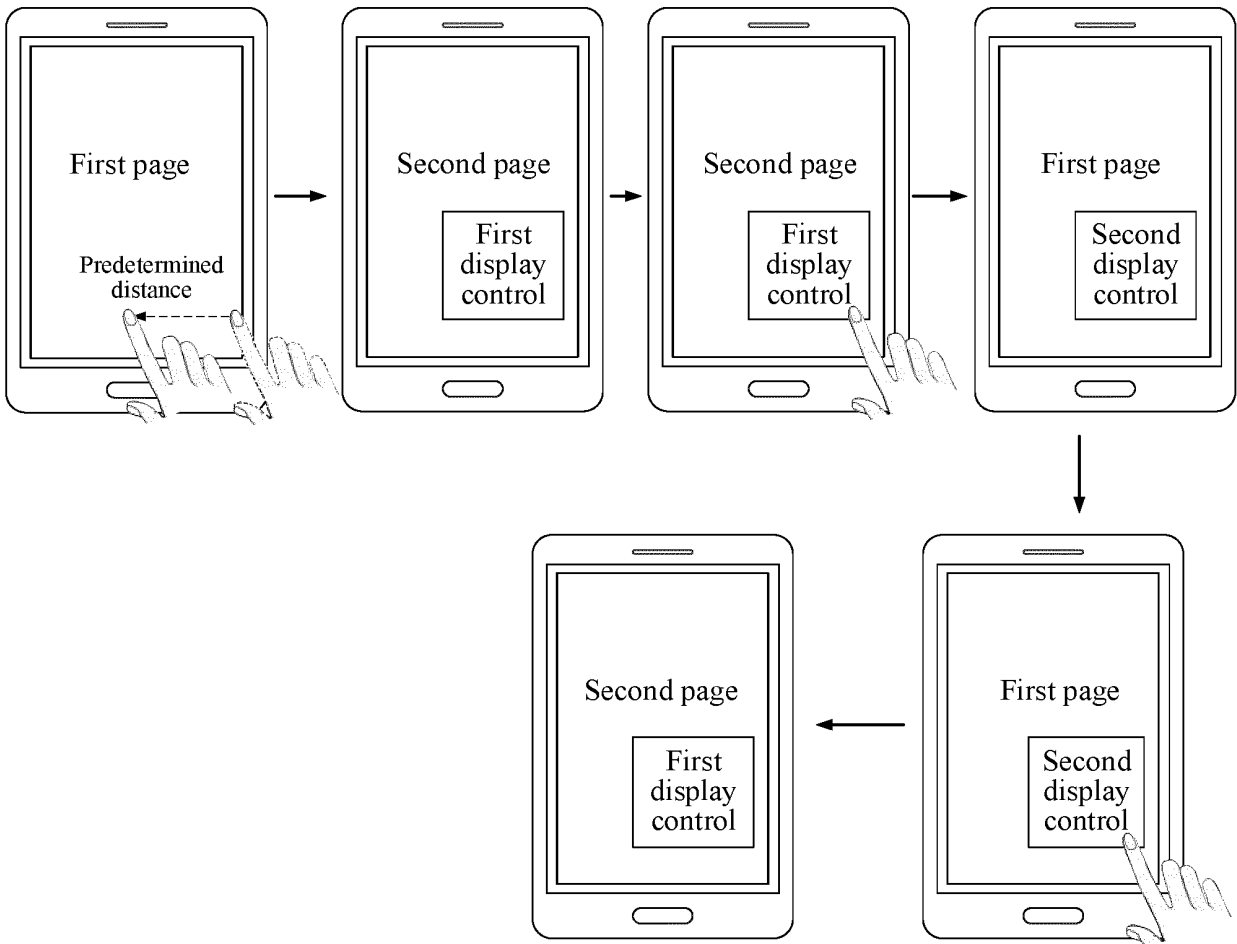 First page
Predetermined
distance
Second page
First
display
control
Second page
First
display
control
First page
Second
display
control
Second page
First
display
control
First page
Second
display
control